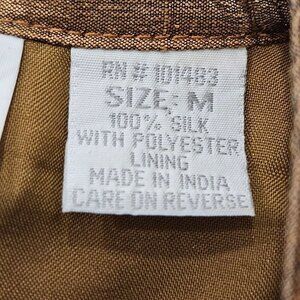 RN # 101483
SIZE: M
100% SILK
WITH POLYESTER
LINING
MADE IN INDIA
CARE ON REVERSE